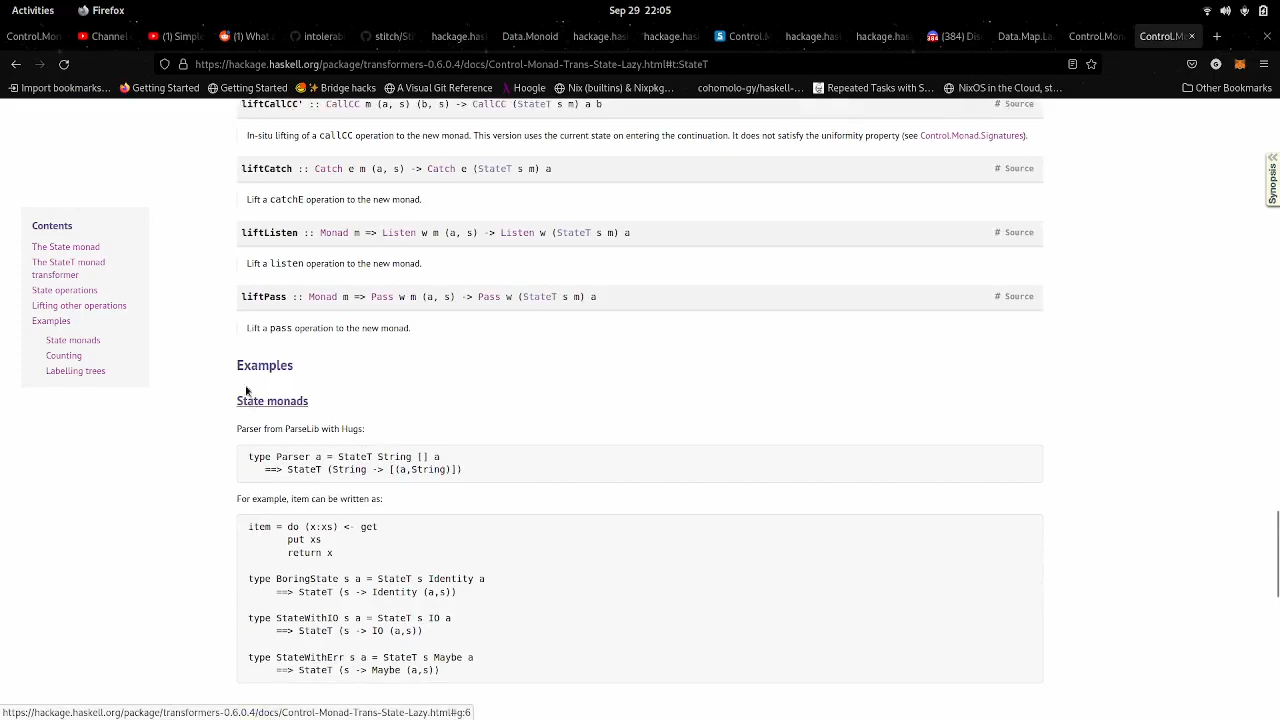 Activities
Firefox
Sep 29 22:05
Control.Mon
Channel
(1) Simpl
(1) What
intolerab
stitch/Sti
hackage.has
Data.Monoid
hackage.has
hackage.has
Control.
hackage.has
hackage.has
(384) Dis
Data.Map.La
Control.Mon
Control.M
https://hackage.haskell.org/package/transformers-0.6.0.4/docs/Control-Monad-Trans-State-Lazy.html#t:StateT
Import bookmarks...
Getting Started
Getting Started
Bridge hacks
A Visual Git Reference
Hoogle
Nix (builtins) & Nixpkg...
cohomolo-gy/haskell-...
Repeated Tasks with S...
NixOS in the Cloud, st...
Other Bookmarks
liftCallCC' :: CallCC m (a, s) (b, s) -> CallCC (StateT s m) a b
# Source
In-situ lifting of a callCC operation to the new monad. This version uses the current state on entering the continuation. It does not satisfy the uniformity property (see Control.Monad.Signatures).
liftCatch :: Catch e m (a, s) -> Catch e (StateT s m) a
# Source
Lift a catchE operation to the new monad.
liftListen :: Monad m => Listen w m (a, s) -> Listen w (StateT s m) a
# Source
Lift a listen operation to the new monad.
liftPass :: Monad m => Pass w m (a, s) -> Pass w (StateT s m) a
# Source
Lift a pass operation to the new monad.
Examples
State monads
Parser from ParseLib with Hugs:
type Parser a = StateT String [] a
==> StateT (String -> [(a,String)])
For example, item can be written as:
item = do (x:xs) <- get
put xs
return x
type BoringState s a = StateT s Identity a
==> StateT (s -> Identity (a,s))
type StateWithIO s a = StateT s IO a
==> StateT (s -> IO (a,s))
type StateWithErr s a = StateT s Maybe a
==> StateT (s -> Maybe (a,s))
Contents
The State monad
The StateT monad
transformer
State operations
Lifting other operations
Examples
State monads
Counting
Labelling trees
Synopsis
https://hackage.haskell.org/package/transformers-0.6.0.4/docs/Control-Monad-Trans-State-Lazy.html#g:6